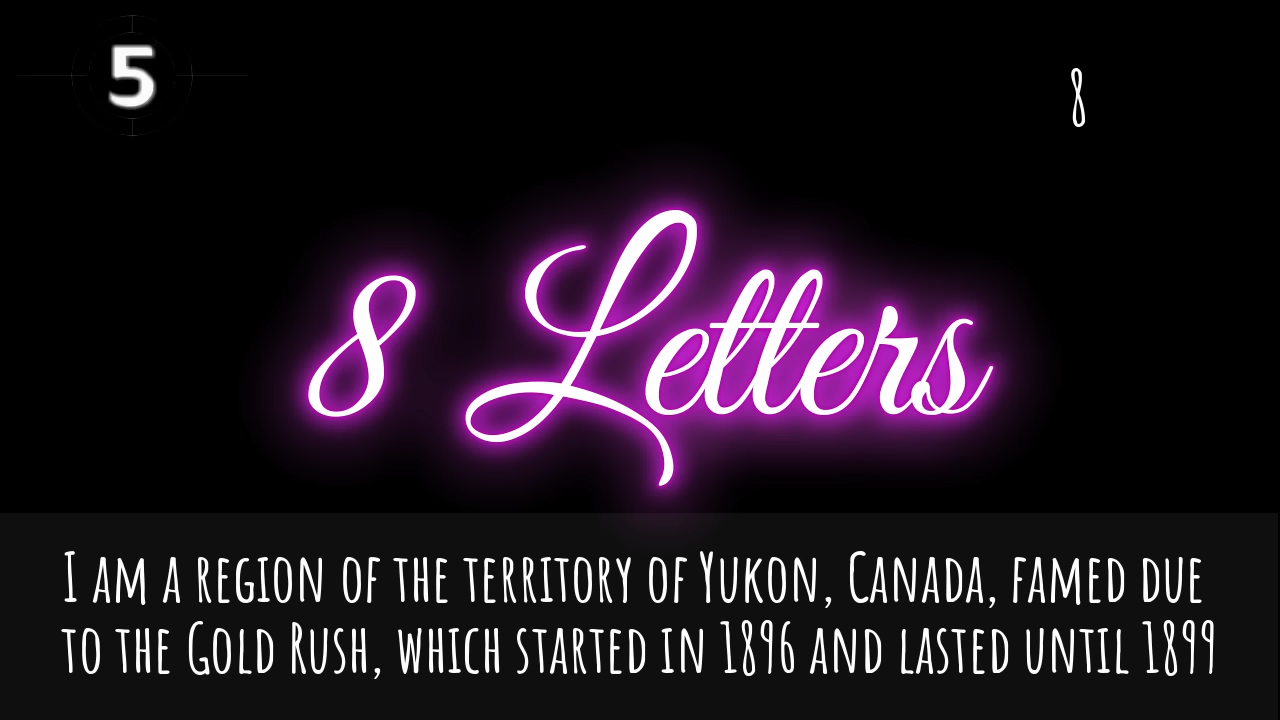 5
8
8 Letters
I am a region of the territory of Yukon, Canada, famed due
to the Gold Rush, which started in 1896 and lasted until 1899